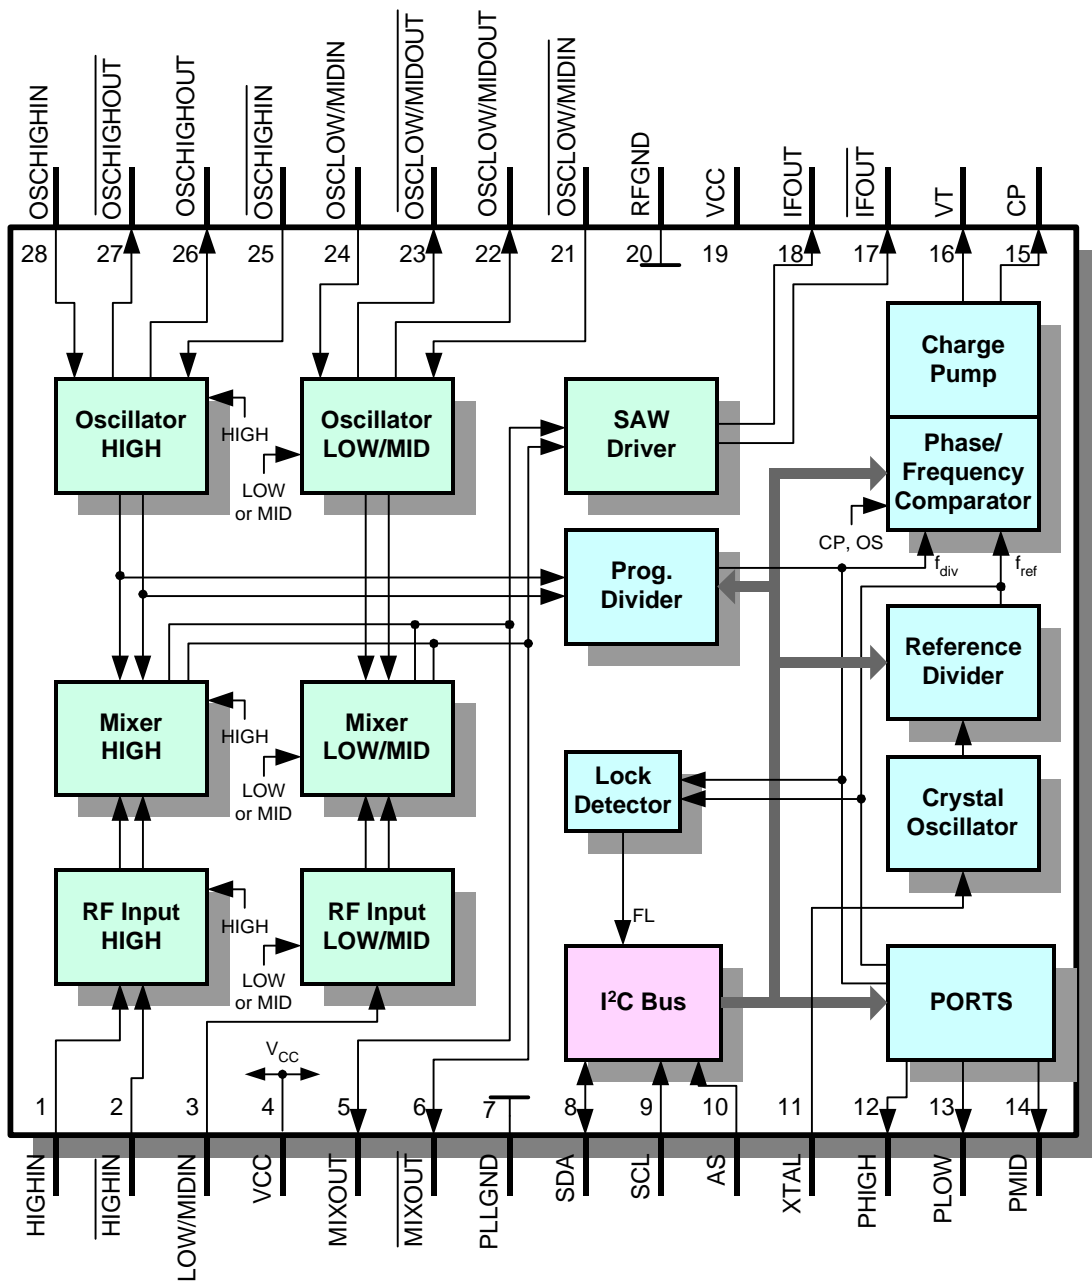 OSCHIGHIN
OSCHIGHOUT
OSCHIGHOUT
OSCHIGHIN
OSCLOW/MIDIN
OSCLOW/MIDOUT
OSCLOW/MIDOUT
OSCLOW/MIDIN
RFGND
VCC
IFOUT
IFOUT
VT
CP
28
27
26
25
24
23
22
21
20
19
18
17
16
15
Oscillator
HIGH
HIGH
Oscillator
LOW/MID
LOW
or MID
SAW
Driver
Charge
Pump
Phase/
Frequency
Comparator
CP, OS
f_div
f_ref
Prog.
Divider
Reference
Divider
Mixer
HIGH
HIGH
Mixer
LOW/MID
LOW
or MID
Lock
Detector
Crystal
Oscillator
RF Input
HIGH
HIGH
RF Input
LOW/MID
LOW
or MID
FL
I²C Bus
PORTS
V_CC
1
2
3
4
5
6
7
8
9
10
11
12
13
14
HIGHIN
HIGHIN
LOW/MIDIN
VCC
MIXOUT
MIXOUT
PLLGND
SDA
SCL
AS
XTAL
PHIGH
PLOW
PMID